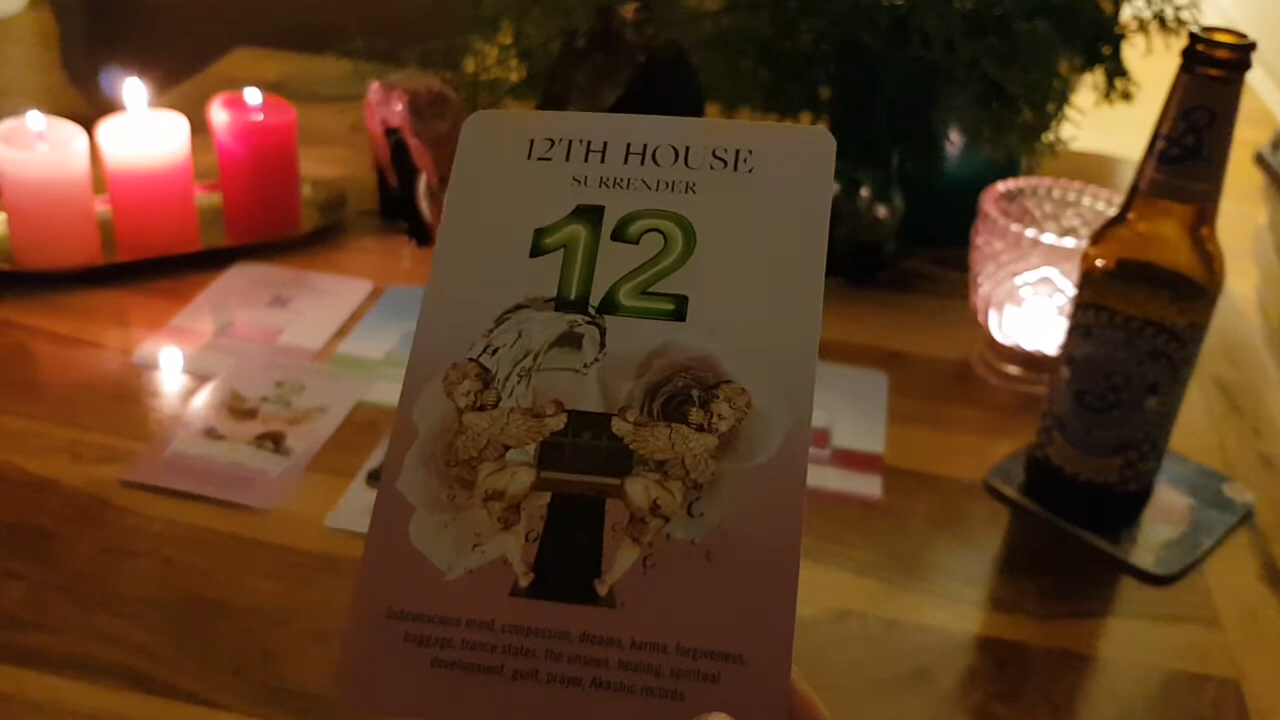 12TH HOUSE
SURRENDER
12
Subconscious mind, compassion, dreams, karma, forgiveness,
baggage, trance states, the unseen, healing, spiritual
development, guilt, prayer, Akashic records
B